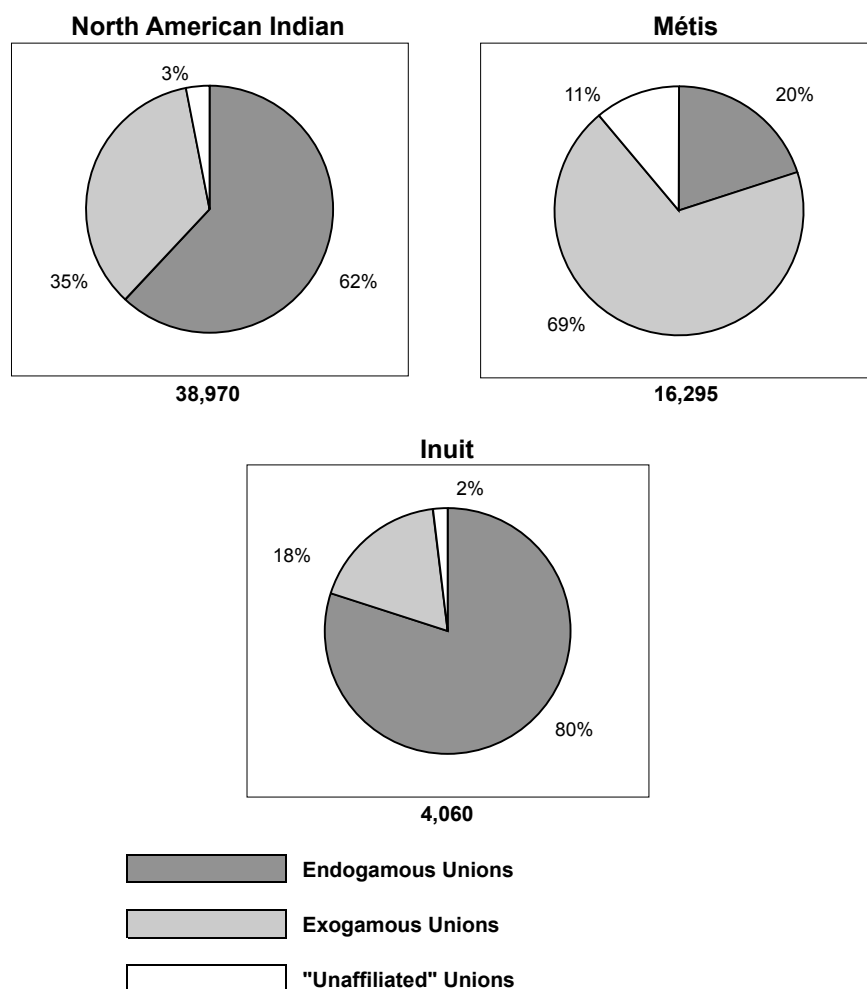 North American Indian
3%
35%
62%
38,970
Métis
11%
20%
69%
16,295
Inuit
2%
18%
80%
4,060
Endogamous Unions
Exogamous Unions
"Unaffiliated" Unions